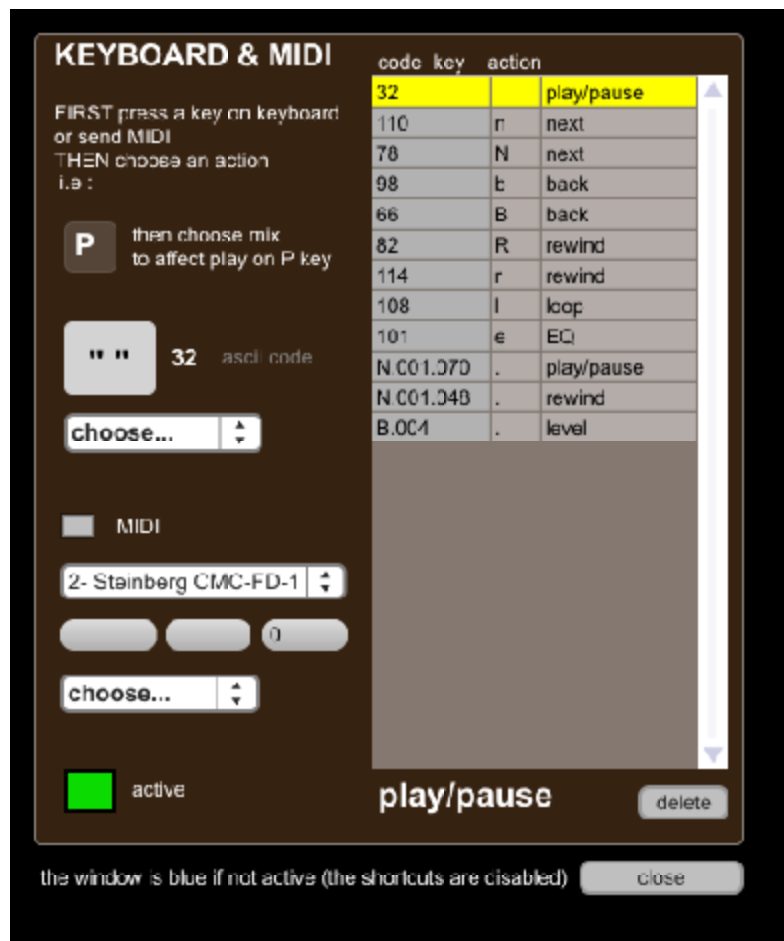 KEYBOARD & MIDI
FIRST press a key on keyboard
or send MIDI
THEN choose an action
i.e :
P
then choose mix
to affect play on P key
" "
32
ascii code
choose...
MIDI
2- Steinberg CMC-FD-1
0
choose...
active
code key action
32 play/pause
110 n next
78 N next
98 b back
66 B back
82 R rewind
114 r rewind
108 l loop
101 e EQ
N.001.070 . play/pause
N.001.048 . rewind
B.004 . level
play/pause
delete
the window is blue if not active (the shortcuts are disabled)
close